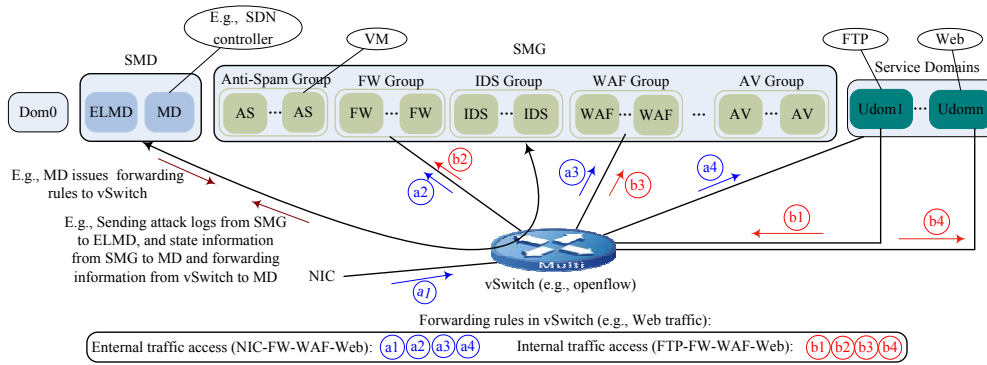 E.g., SDN
controller
VM
FTP
Web
SMD
SMG
Service Domains
Anti-Spam Group
FW Group
IDS Group
WAF Group
AV Group
Dom0
ELMD
MD
AS ... AS
FW ... FW
IDS ... IDS
WAF ... WAF
...
AV ... AV
Udom1 ... Udomn
E.g., MD issues forwarding
rules to vSwitch
E.g., Sending attack logs from SMG
to ELMD, and state information
from SMG to MD and forwarding
information from vSwitch to MD
b2
a2
a3
b3
a4
b1
b4
NIC
a1
Multi
vSwitch (e.g., openflow)
Forwarding rules in vSwitch (e.g., Web traffic):
Enternal traffic access (NIC-FW-WAF-Web): a1 a2 a3 a4
Internal traffic access (FTP-FW-WAF-Web): b1 b2 b3 b4